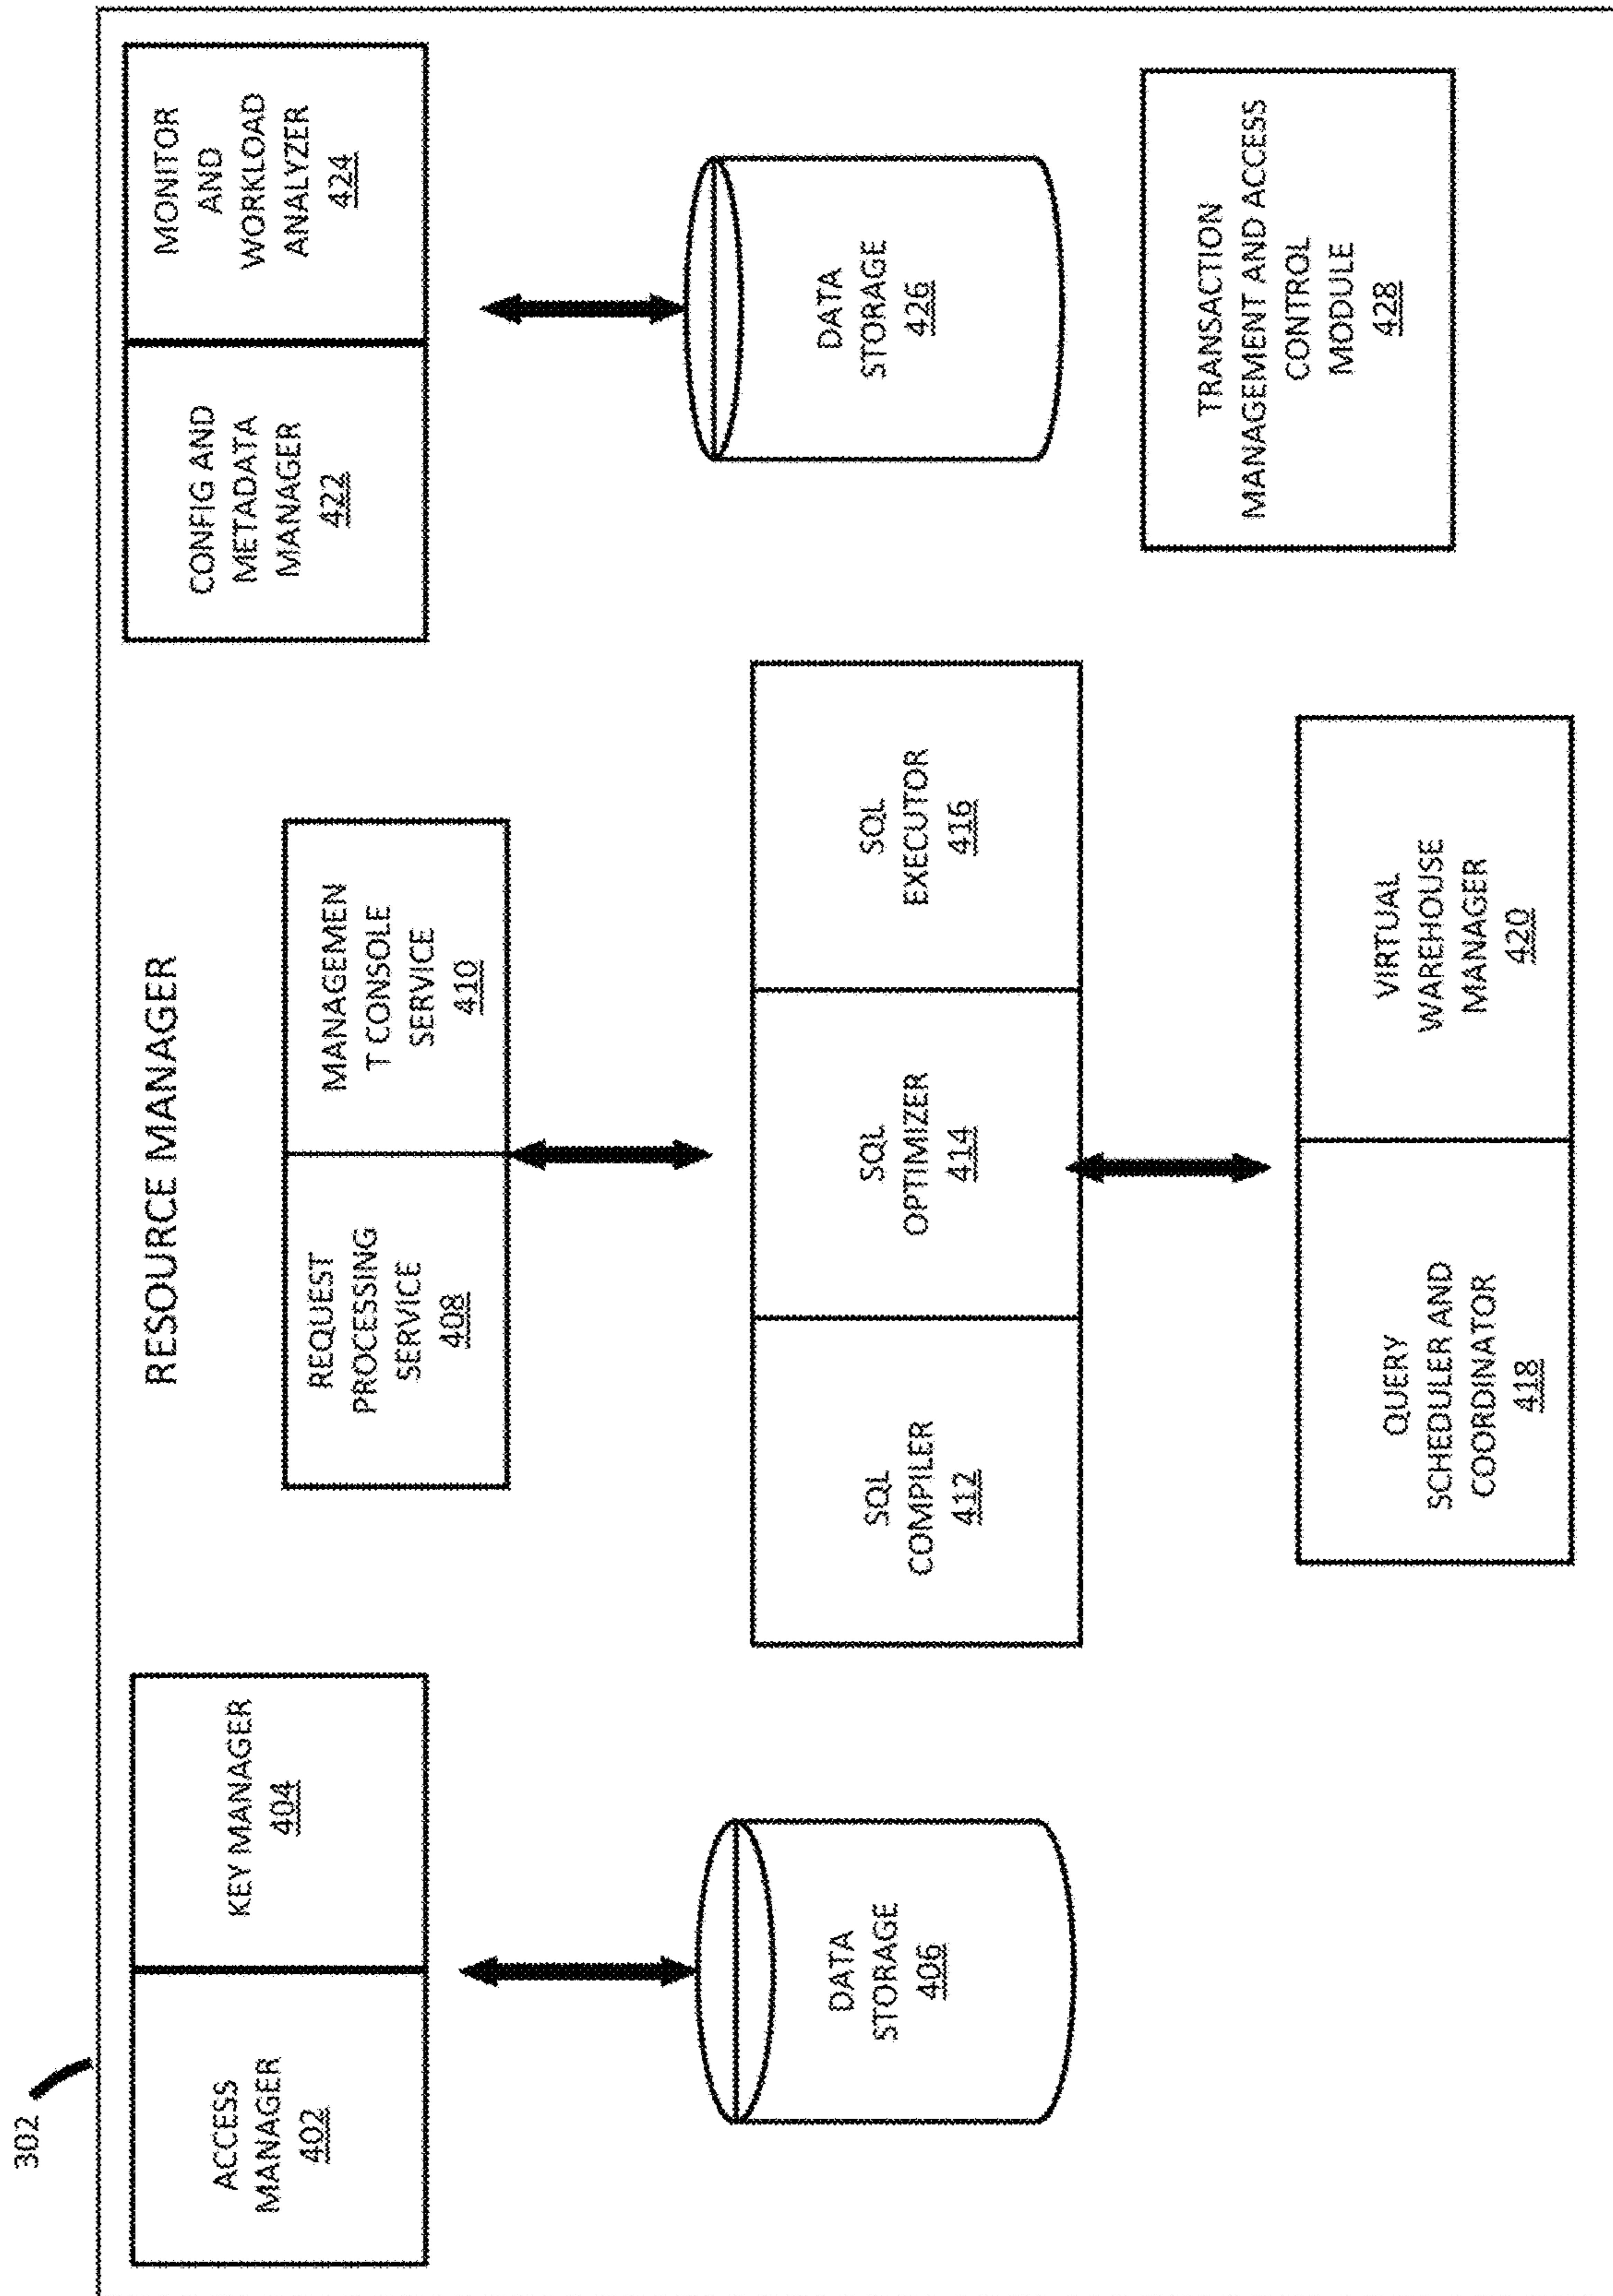 302
RESOURCE MANAGER
ACCESS
MANAGER
402
KEY MANAGER
404
DATA
STORAGE
406
REQUEST
PROCESSING
SERVICE
408
MANAGEMEN
T CONSOLE
SERVICE
410
SQL
COMPILER
412
SQL
OPTIMIZER
414
SQL
EXECUTOR
416
QUERY
SCHEDULER AND
COORDINATOR
418
VIRTUAL
WAREHOUSE
MANAGER
420
CONFIG AND
METADATA
MANAGER
422
MONITOR
AND
WORKLOAD
ANALYZER
424
DATA
STORAGE
426
TRANSACTION
MANAGEMENT AND ACCESS
CONTROL
MODULE
428